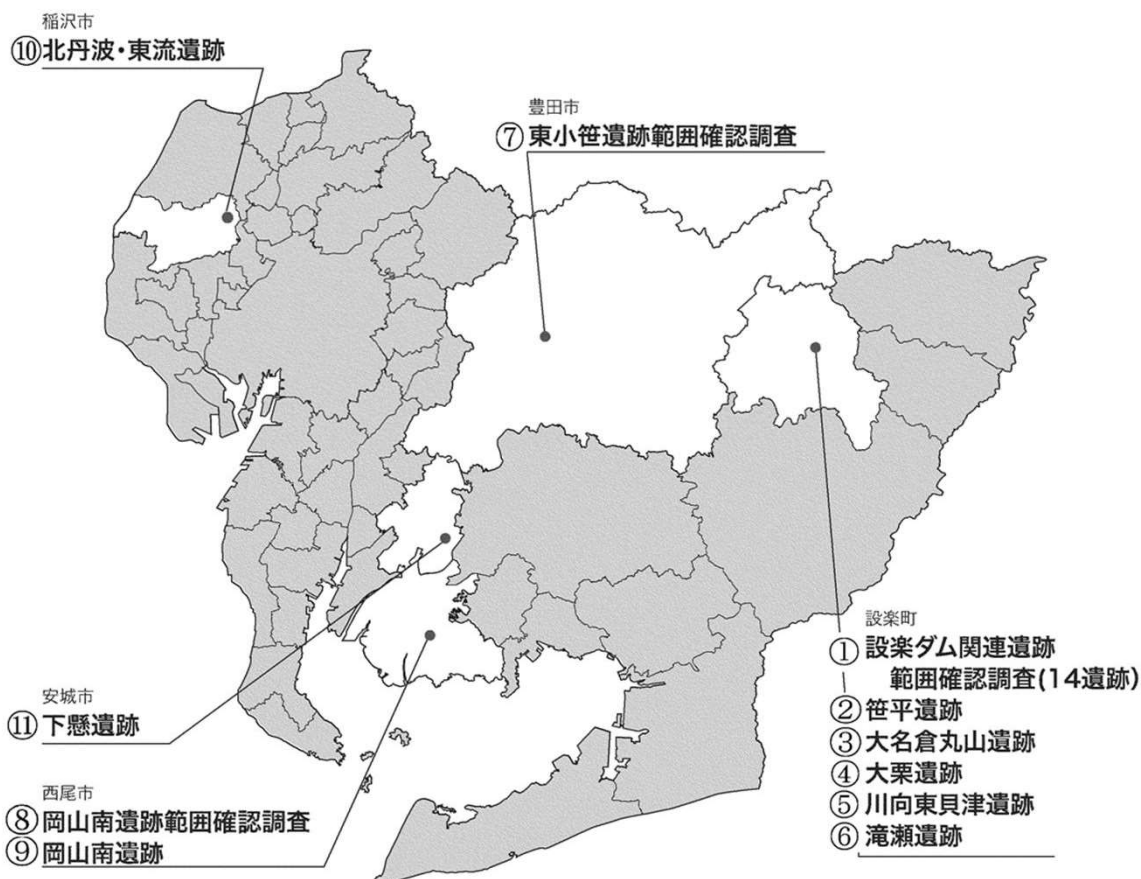 稲沢市
⑩北丹波・東流遺跡
豊田市
⑦東小笹遺跡範囲確認調査
設楽町
①設楽ダム関連遺跡
範囲確認調査(14遺跡)
②笹平遺跡
③大名倉丸山遺跡
④大栗遺跡
⑤川向東貝津遺跡
⑥滝瀬遺跡
安城市
⑪下懸遺跡
西尾市
⑧岡山南遺跡範囲確認調査
⑨岡山南遺跡